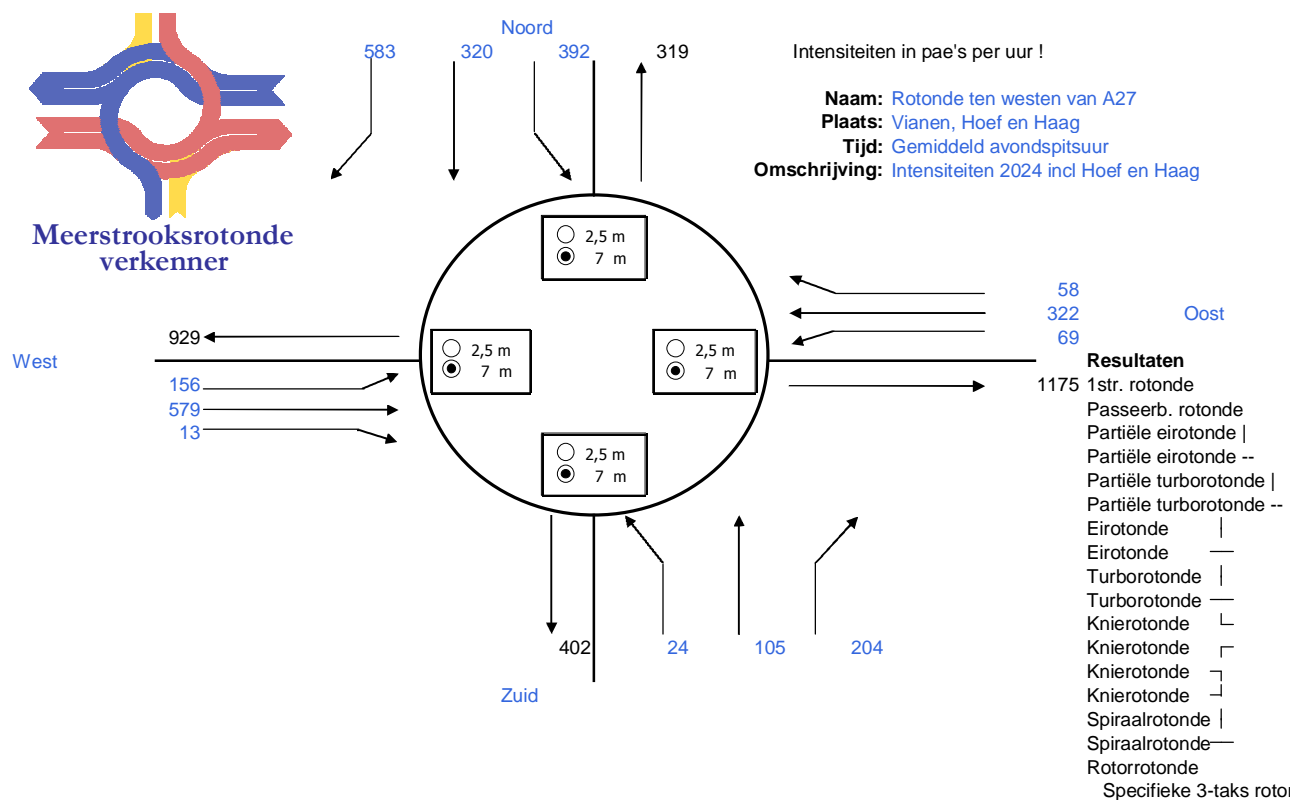 Noord
583 320 392 319
Intensiteiten in pae's per uur !
Naam: Rotonde ten westen van A27
Plaats: Vianen, Hoef en Haag
Tijd: Gemiddeld avondspitsuur
Omschrijving: Intensiteiten 2024 incl Hoef en Haag
Meerstrooksrotonde
verkenner
2,5 m
7 m
58
322 Oost
69
929
West
2,5 m
7 m
2,5 m
7 m
156
579
13
1175
2,5 m
7 m
402 24 105 204
Zuid
Resultaten
1str. rotonde
Passeerb. rotonde
Partiële eirotonde |
Partiële eirotonde --
Partiële turborotonde |
Partiële turborotonde --
Eirotonde
Eirotonde
Turborotonde
Turborotonde
Knierotonde
Knierotonde
Knierotonde
Knierotonde
Spiraalrotonde
Spiraalrotonde
Rotorrotonde
Specifieke 3-taks roton